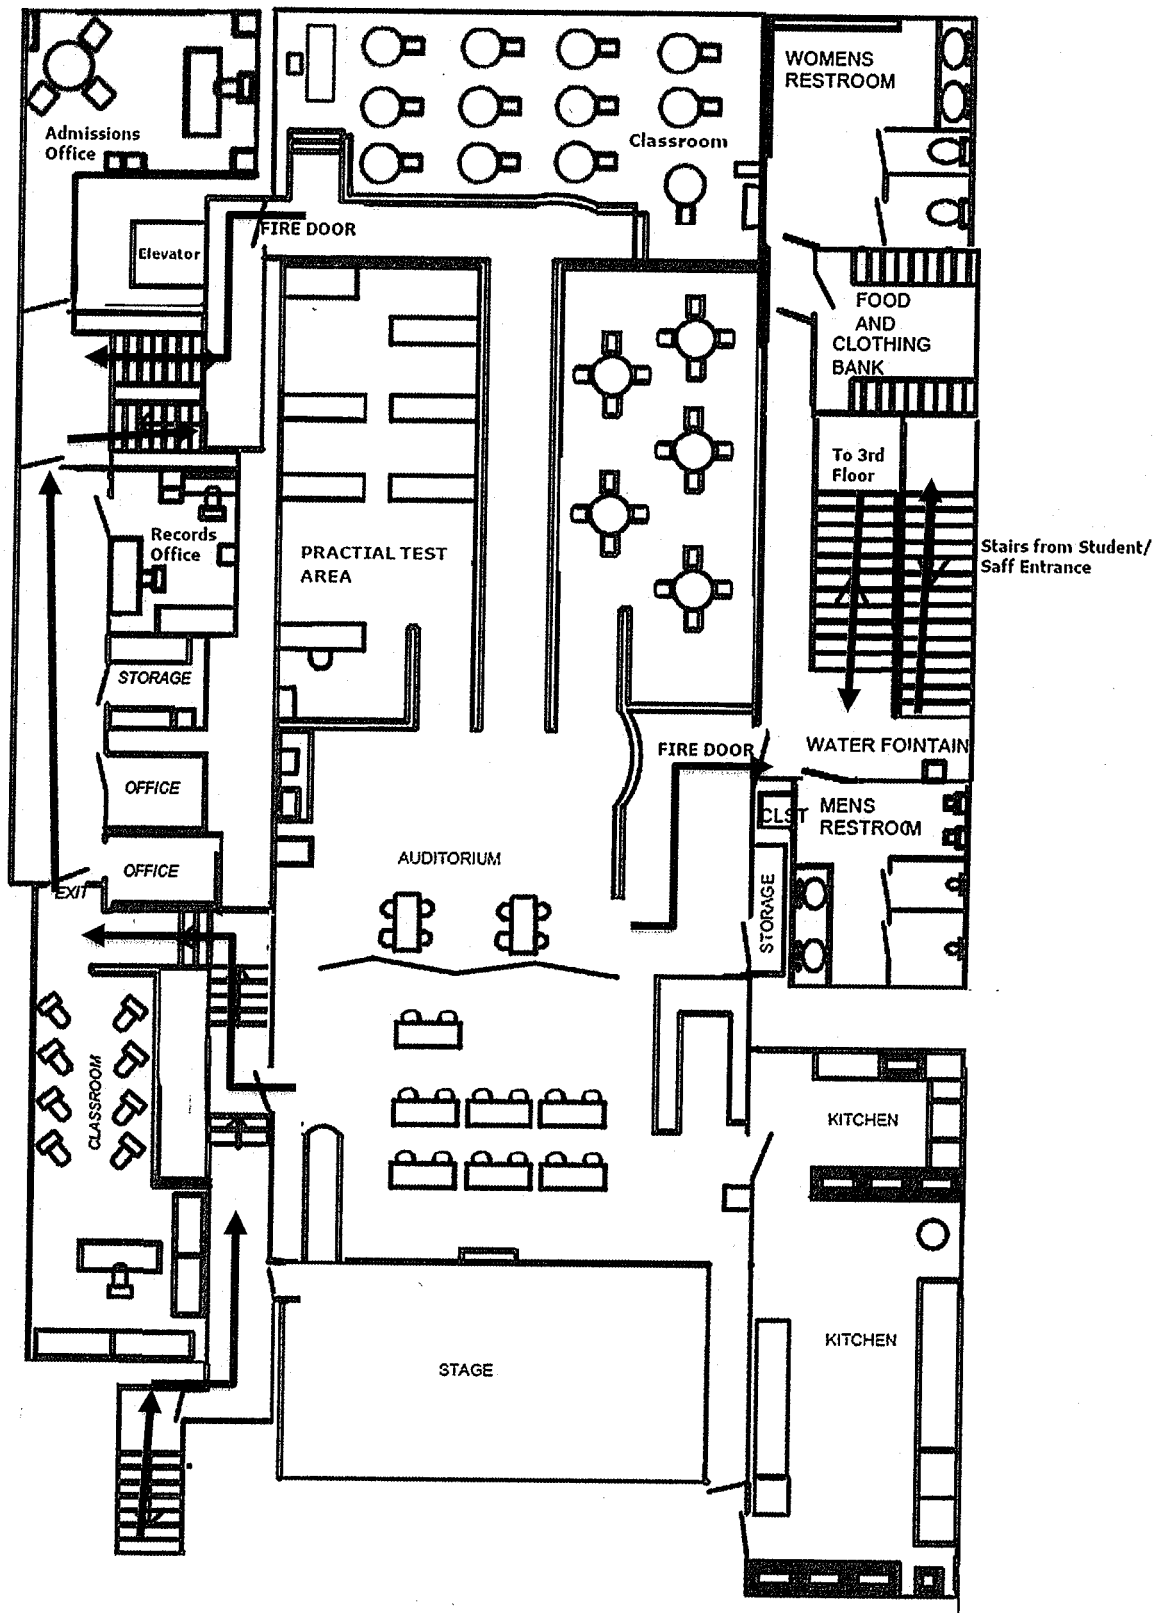 WOMENS
RESTROOM
Admissions
Office
Classroom
FIRE DOOR
Elevator
FOOD
AND
CLOTHING
BANK
To 3rd
Floor
Records
Office
PRACTIAL TEST
AREA
Stairs from Student/
Saff Entrance
STORAGE
FIRE DOOR
WATER FOUNTAIN
OFFICE
CLST
MENS
RESTROOM
AUDITORIUM
OFFICE
EXIT
STORAGE
CLASSROOM
KITCHEN
KITCHEN
STAGE